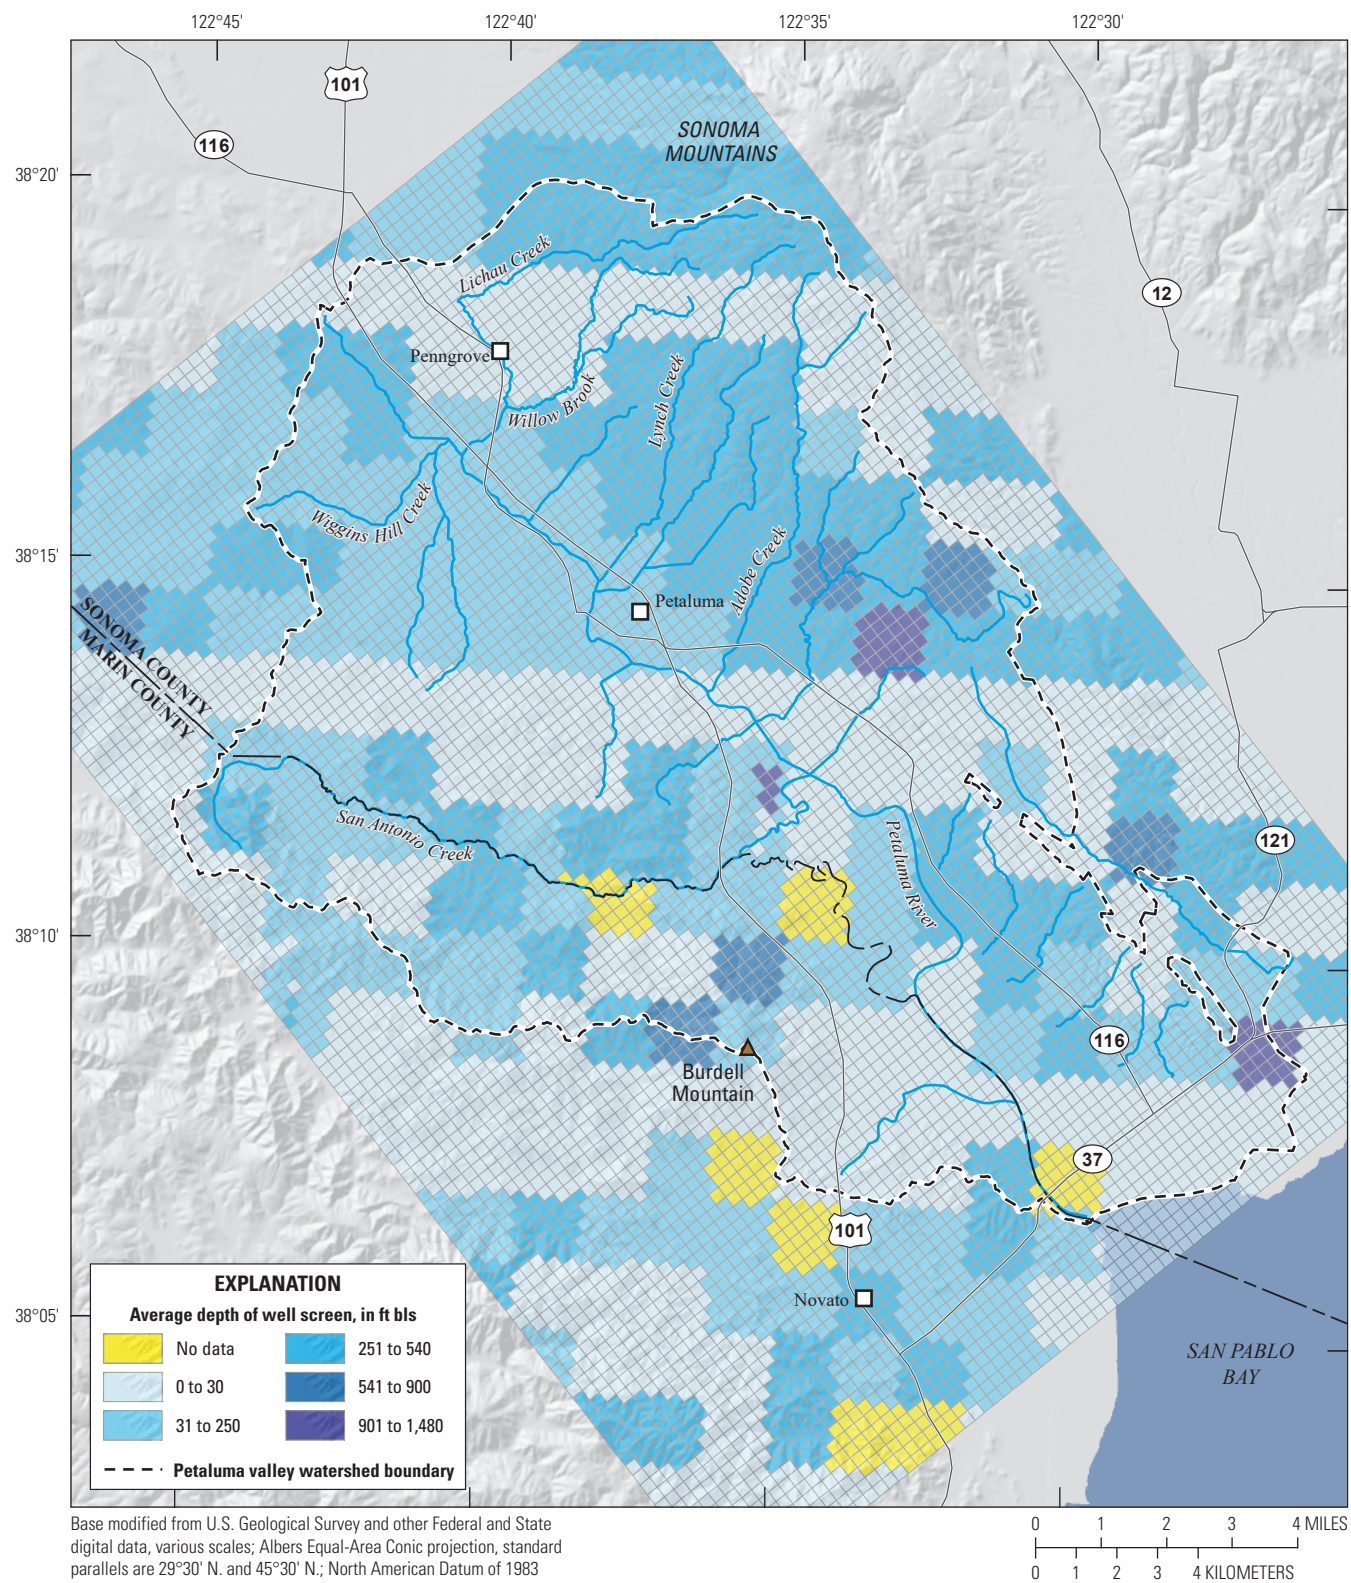 122°45'
122°40'
122°35'
122°30'
101
116
SONOMA
MOUNTAINS
38°20'
Lichau Creek
12
Penngrove
Willow Brook
Lynch Creek
Wiggins Hill Creek
38°15'
Adobe Creek
Petaluma
SONOMA COUNTY
MARIN COUNTY
San Antonio Creek
Petaluma River
121
38°10'
116
Burdell
Mountain
37
101
Novato
38°05'
SAN PABLO
BAY
EXPLANATION
Average depth of well screen, in ft bls
No data
0 to 30
31 to 250
251 to 540
541 to 900
901 to 1,480
Petaluma valley watershed boundary
Base modified from U.S. Geological Survey and other Federal and State
digital data, various scales; Albers Equal-Area Conic projection, standard
parallels are 29°30' N. and 45°30' N.; North American Datum of 1983
0 1 2 3 4 MILES
0 1 2 3 4 KILOMETERS